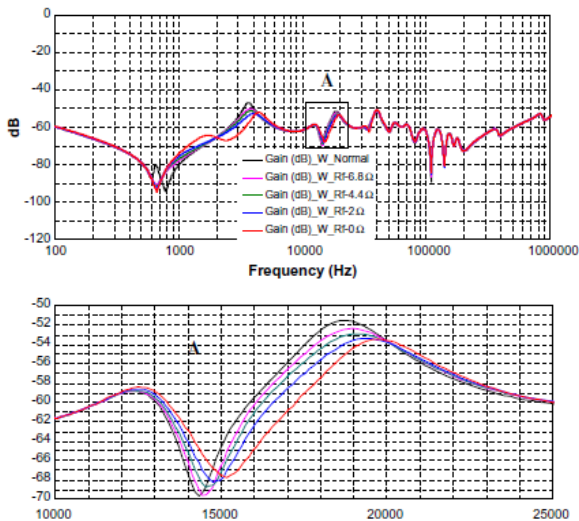 0
-20
-40
-60
-80
-100
-120
dB
A
Gain (dB)_W_Normal
Gain (dB)_W_Rf-6.8Ω
Gain (dB)_W_Rf-4.4Ω
Gain (dB)_W_Rf-2Ω
Gain (dB)_W_Rf-0Ω
100 1000 10000 100000 1000000
Frequency (Hz)
-50
-52
-54
-56
-58
-60
-62
-64
-66
-68
-70
A
10000 15000 20000 25000